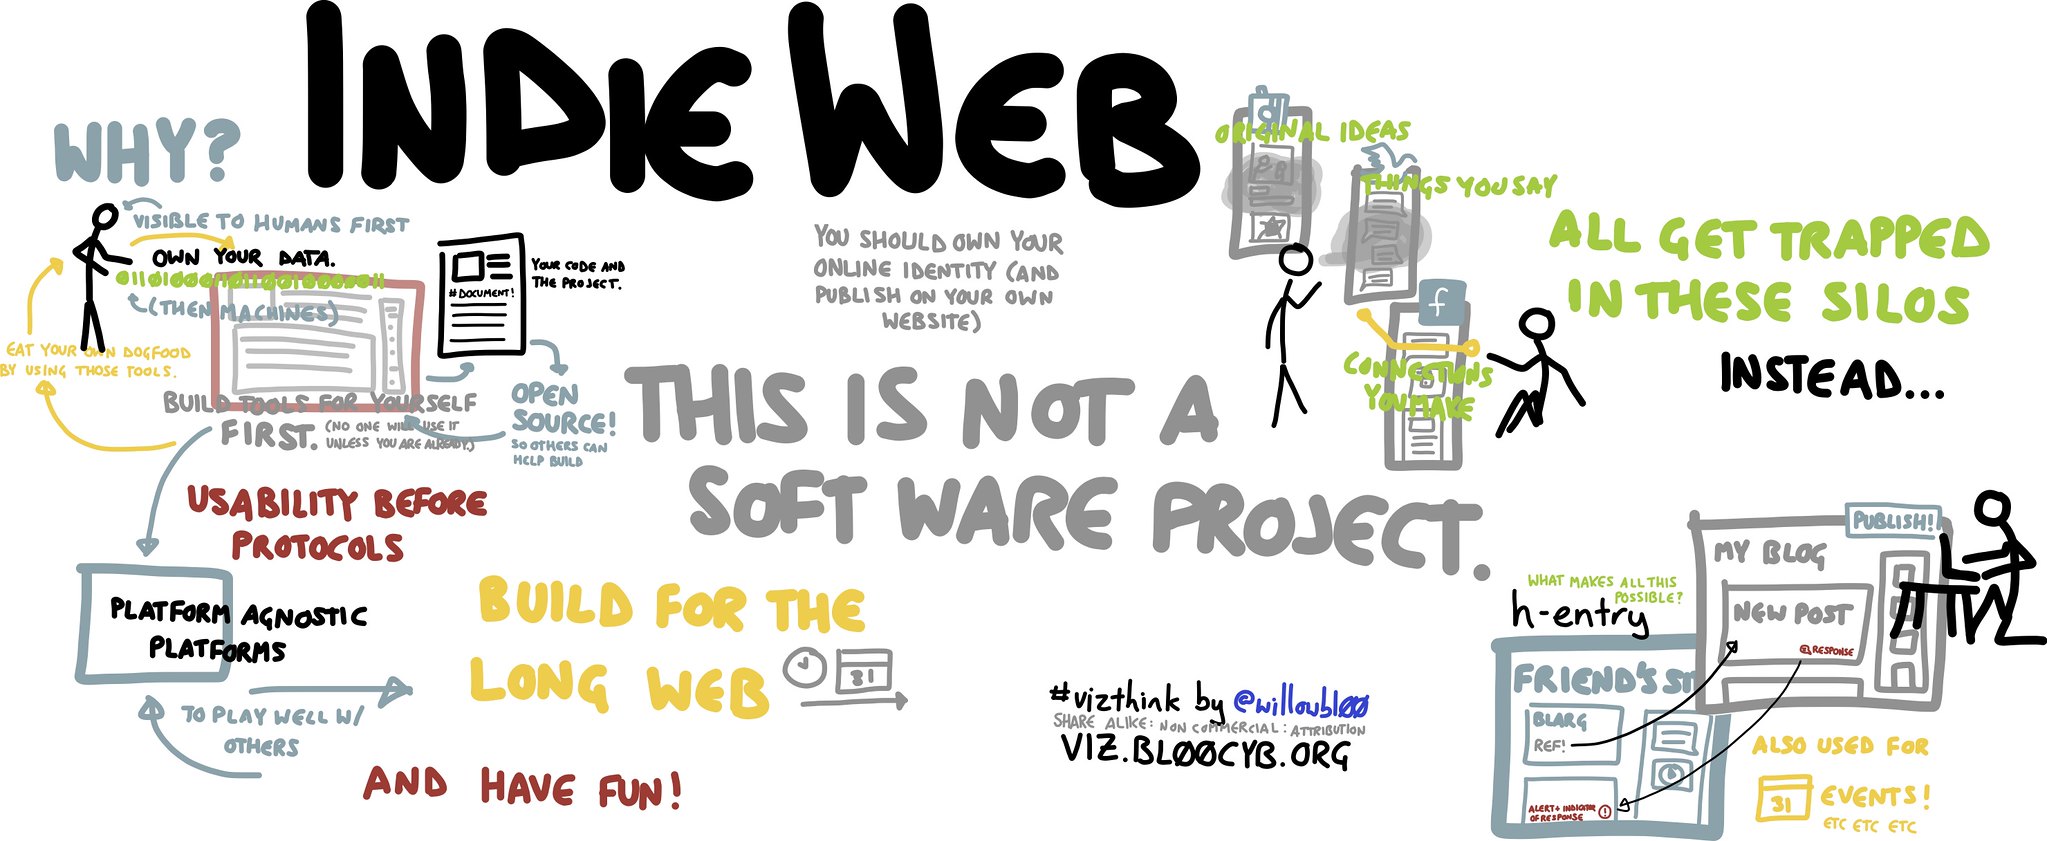 INDIE WEB
WHY?
VISIBLE TO HUMANS FIRST
OWN YOUR DATA.
(THEN MACHINES)
EAT YOUR OWN DOGFOOD
BY USING THOSE TOOLS.
# DOCUMENT!
YOUR CODE AND
THE PROJECT.
BUILD TOOLS FOR YOURSELF
FIRST. (NO ONE WILL USE IT
UNLESS YOU ARE ALREADY.)
OPEN
SOURCE!
SO OTHERS CAN
HELP BUILD
USABILITY BEFORE
PROTOCOLS
PLATFORM AGNOSTIC
PLATFORMS
TO PLAY WELL W/
OTHERS
BUILD FOR THE
LONG WEB
31
AND HAVE FUN!
YOU SHOULD OWN YOUR
ONLINE IDENTITY (AND
PUBLISH ON YOUR OWN
WEBSITE)
THIS IS NOT A
SOFT WARE PROJECT.
ORIGINAL IDEAS
THINGS YOU SAY
f
CONNECTIONS
YOU MAKE
ALL GET TRAPPED
IN THESE SILOS
INSTEAD...
PUBLISH!
MY BLOG
NEW POST
@ RESPONSE
WHAT MAKES ALL THIS
POSSIBLE?
h-entry
FRIEND'S
BLARG
REF!
ALERT + INDICATOR
OF RESPONSE
ALSO USED FOR
31 EVENTS!
ETC ETC ETC
#vizthink by @willowbl00
SHARE ALIKE: NON COMMERCIAL: ATTRIBUTION
VIZ.BL00CYB.ORG